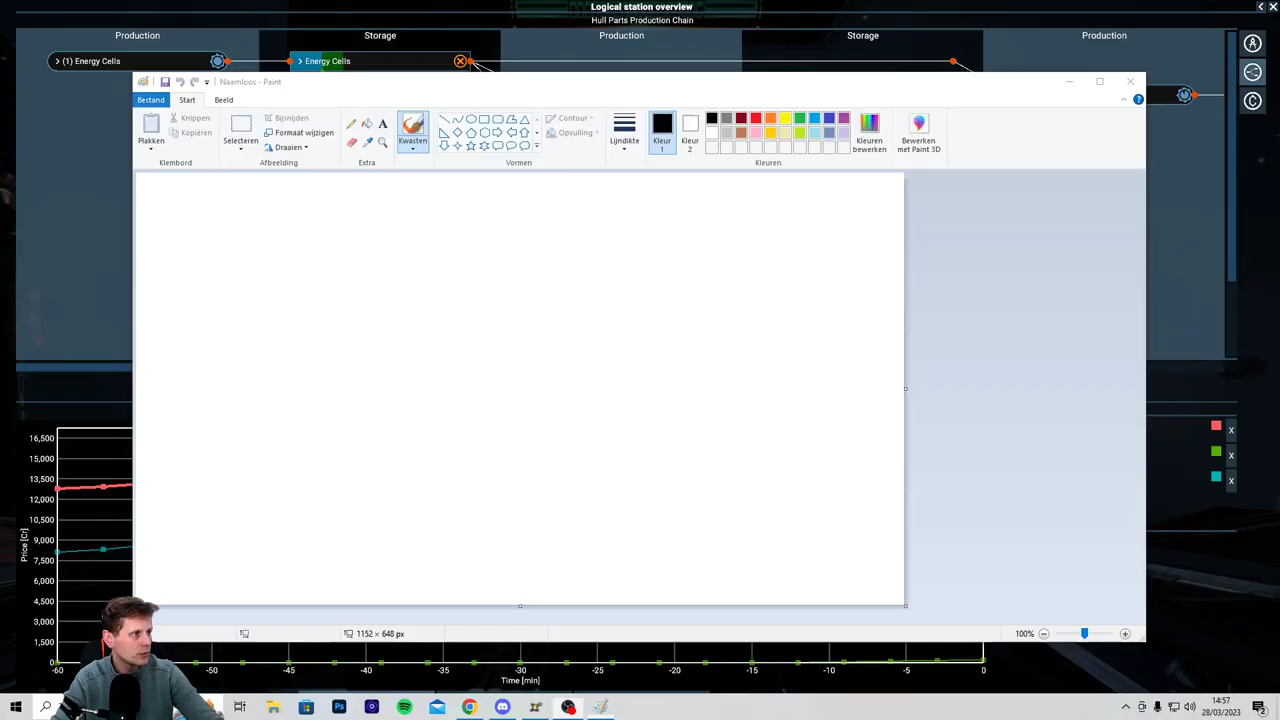 Logical station overview
Hull Parts Production Chain
Production
Storage
Production
Storage
Production
(1) Energy Cells
Energy Cells
Naamloos - Paint
Bestand
Start
Beeld
Plakken
Knippen
Kopiëren
Klembord
Selecteren
Bijsnijden
Formaat wijzigen
Draaien
Afbeelding
A
Extra
Kwasten
Contour
Opvulling
Vormen
Lijndikte
Kleur
1
Kleur
2
Kleuren
bewerken
Kleuren
Bewerken
met Paint 3D
A
C
16,500
15,000
13,500
12,000
10,500
9,000
7,500
6,000
4,500
3,000
1,500
0
Price [Cr]
X
X
X
1152 × 648 px
100%
-60
-50
-45
-40
-35
-30
-25
-20
-15
-10
-5
0
Time [min]
14:57
28/03/2023
2